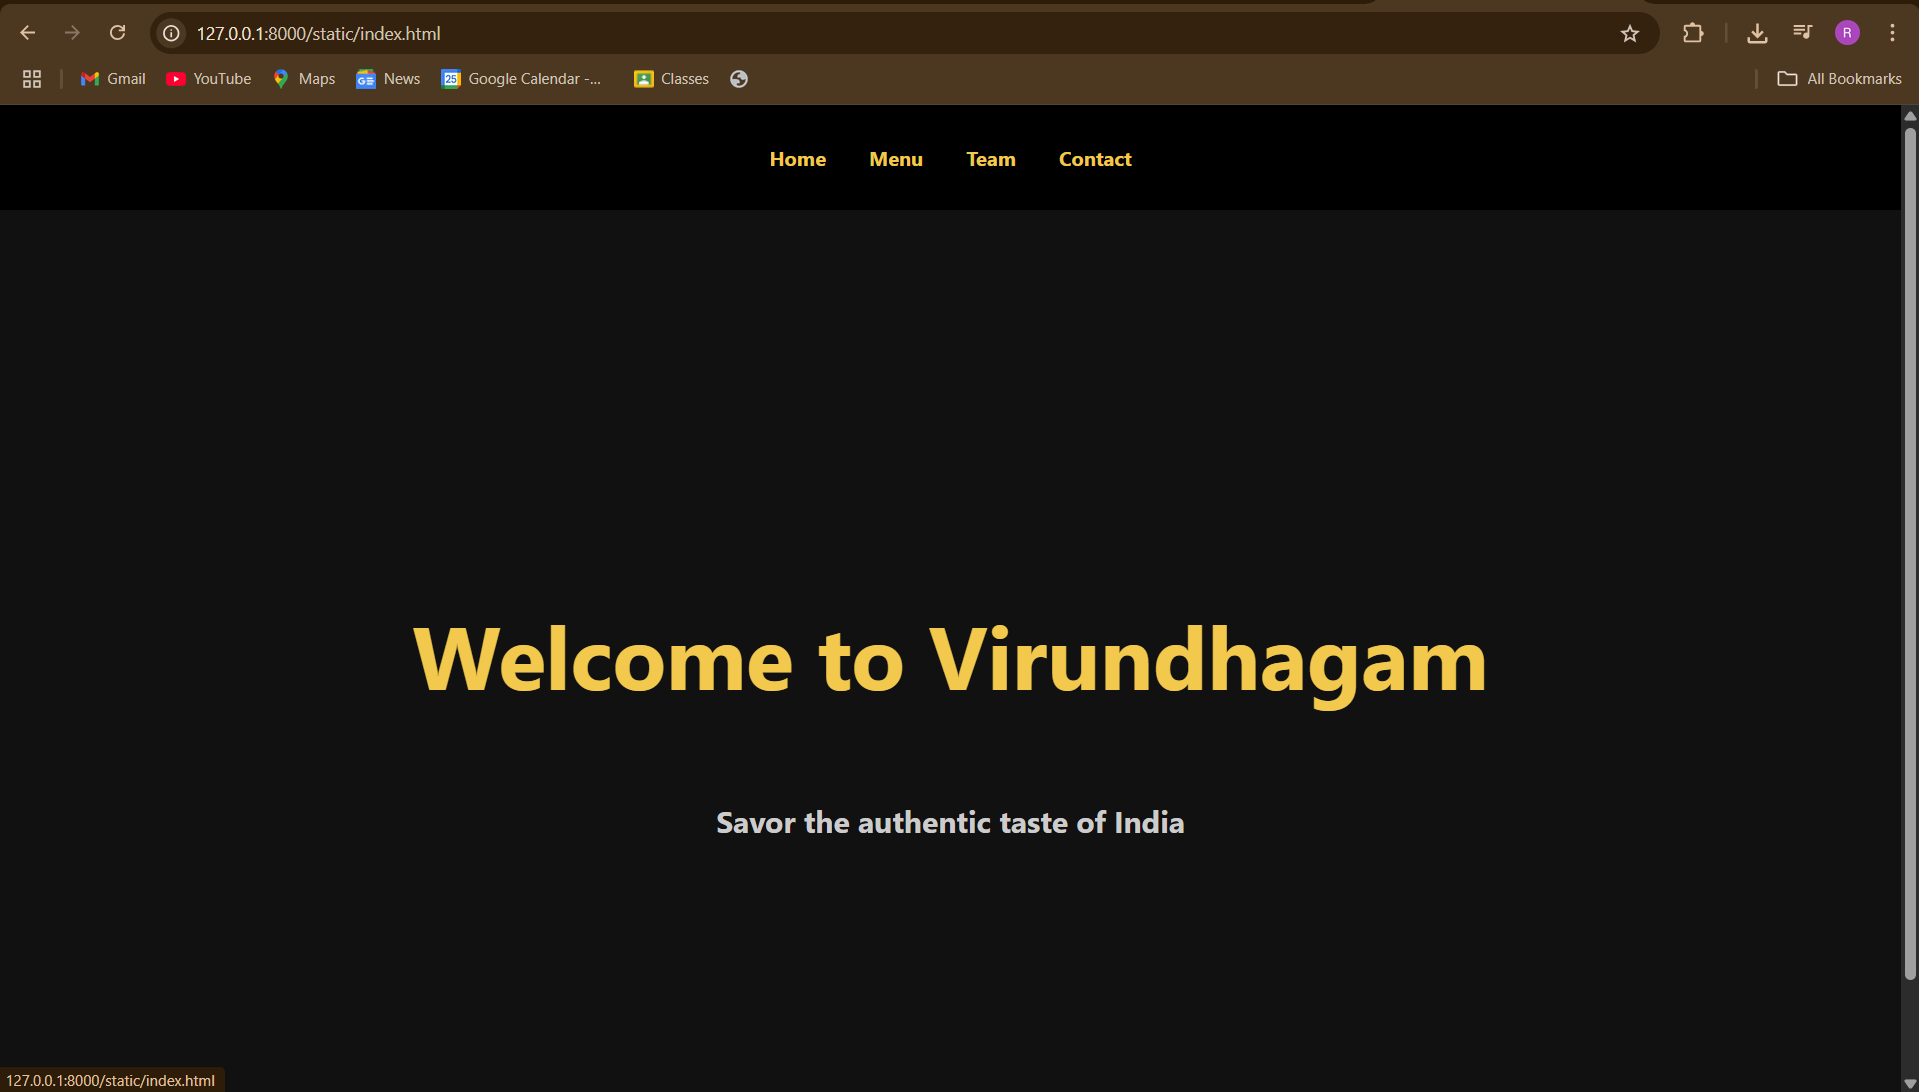 127.0.0.1:8000/static/index.html
R
Gmail YouTube Maps News 25 Google Calendar -... Classes All Bookmarks
Home Menu Team Contact
Welcome to Virundhagam
Savor the authentic taste of India
127.0.0.1:8000/static/index.html